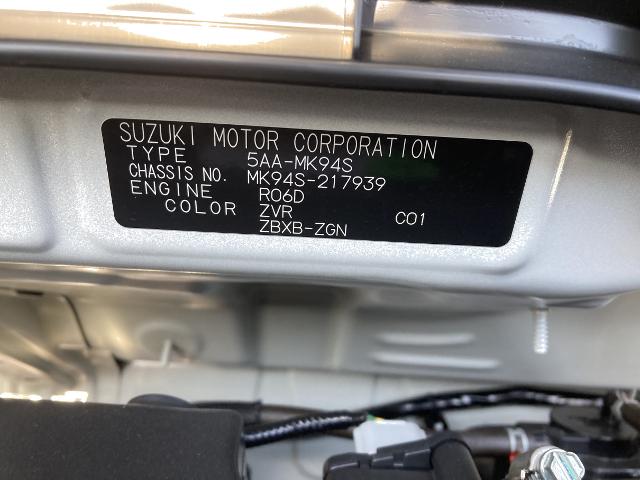 SUZUKI MOTOR CORPORATION
TYPE 5AA-MK94S
CHASSIS NO. MK94S-217939
ENGINE R06D
COLOR ZVR C01
ZBXB-ZGN